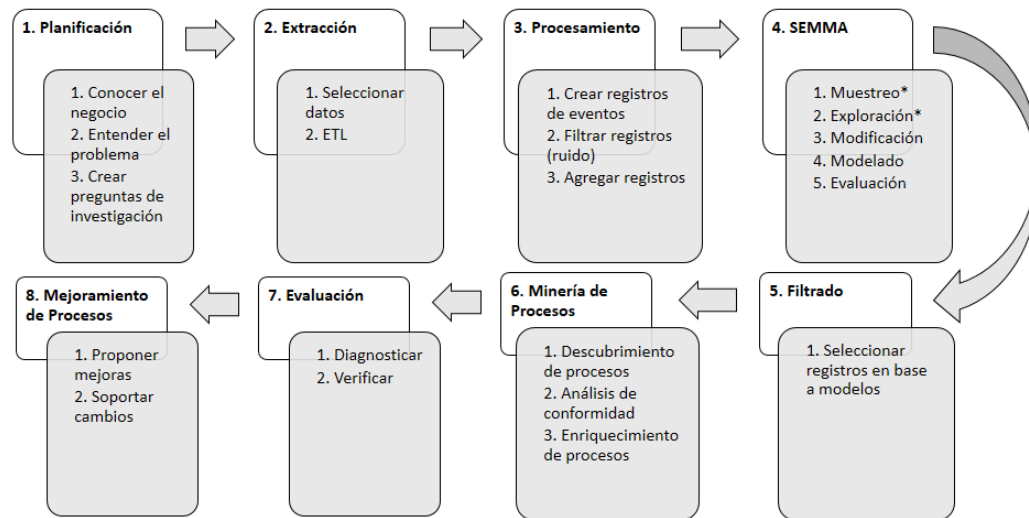 1. Planificación
1. Conocer el
negocio
2. Entender el
problema
3. Crear
preguntas de
investigación
2. Extracción
1. Seleccionar
datos
2. ETL
3. Procesamiento
1. Crear registros
de eventos
2. Filtrar registros
(ruido)
3. Agregar registros
4. SEMMA
1. Muestreo*
2. Exploración*
3. Modificación
4. Modelado
5. Evaluación
5. Filtrado
1. Seleccionar
registros en base
a modelos
6. Minería de
Procesos
1. Descubrimiento
de procesos
2. Análisis de
conformidad
3. Enriquecimiento
de procesos
7. Evaluación
1. Diagnosticar
2. Verificar
8. Mejoramiento
de Procesos
1. Proponer
mejoras
2. Soportar
cambios